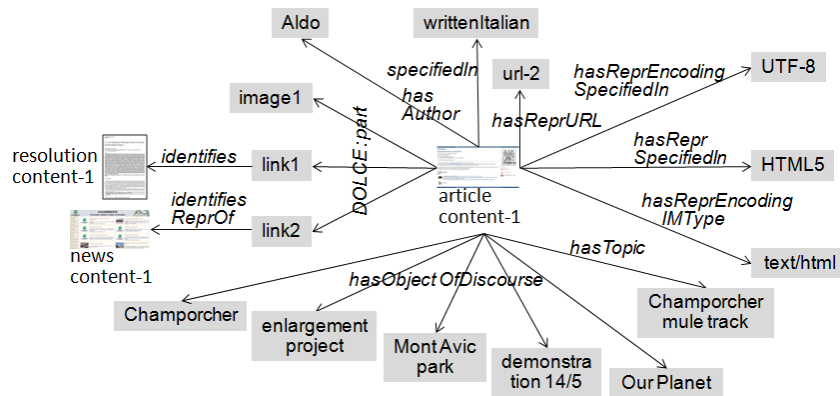 Aldo
writtenItalian
specifiedIn
url-2
hasReprEncoding
SpecifiedIn
UTF-8
image1
has
Author
hasReprURL
DOLCE:part
resolution
content-1
identifies
link1
hasRepr
SpecifiedIn
HTML5
article
content-1
identifies
ReprOf
link2
news
content-1
hasReprEncoding
IMType
text/html
hasTopic
hasObject OfDiscourse
Champorcher
enlargement
project
Mont Avic
park
demonstra
tion 14/5
Our Planet
Champorcher
mule track